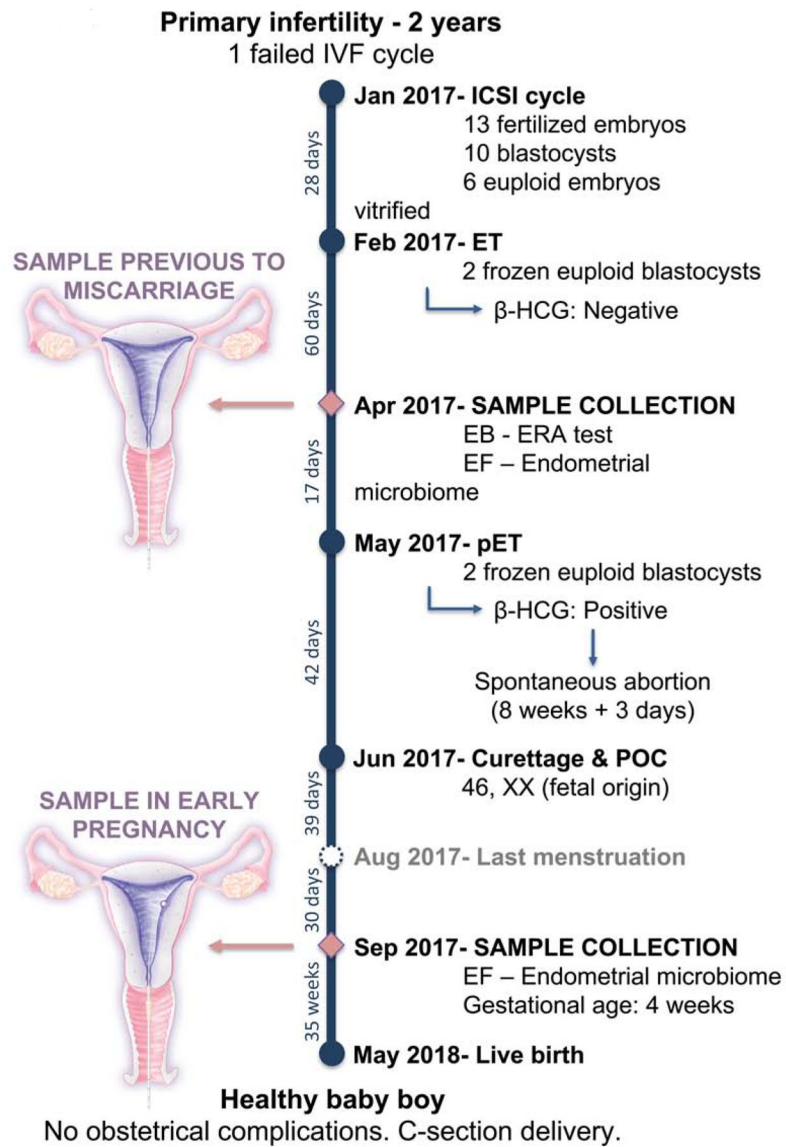 Primary infertility - 2 years
1 failed IVF cycle
Jan 2017- ICSI cycle
13 fertilized embryos
10 blastocysts
6 euploid embryos
vitrified
28 days
Feb 2017- ET
2 frozen euploid blastocysts
β-HCG: Negative
SAMPLE PREVIOUS TO
MISCARRIAGE
60 days
Apr 2017- SAMPLE COLLECTION
EB - ERA test
EF – Endometrial
microbiome
17 days
May 2017- pET
2 frozen euploid blastocysts
β-HCG: Positive
Spontaneous abortion
(8 weeks + 3 days)
42 days
Jun 2017- Curettage & POC
46, XX (fetal origin)
SAMPLE IN EARLY
PREGNANCY
39 days
Aug 2017- Last menstruation
30 days
Sep 2017- SAMPLE COLLECTION
EF – Endometrial microbiome
Gestational age: 4 weeks
35 weeks
May 2018- Live birth
Healthy baby boy
No obstetrical complications. C-section delivery.